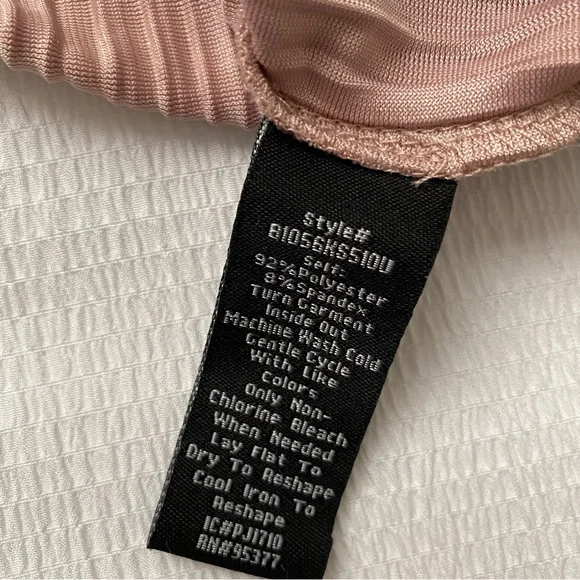 Style#
B1056KS510U
Self:
92%Polyester
8%Spandex
Turn Garment
Inside Out
Machine Wash Cold
Gentle Cycle
With Like
Colors
Only Non-
Chlorine Bleach
When Needed
Lay Flat To
Dry To Reshape
Cool Iron To
Reshape
IC#PJ1710
RN#95377